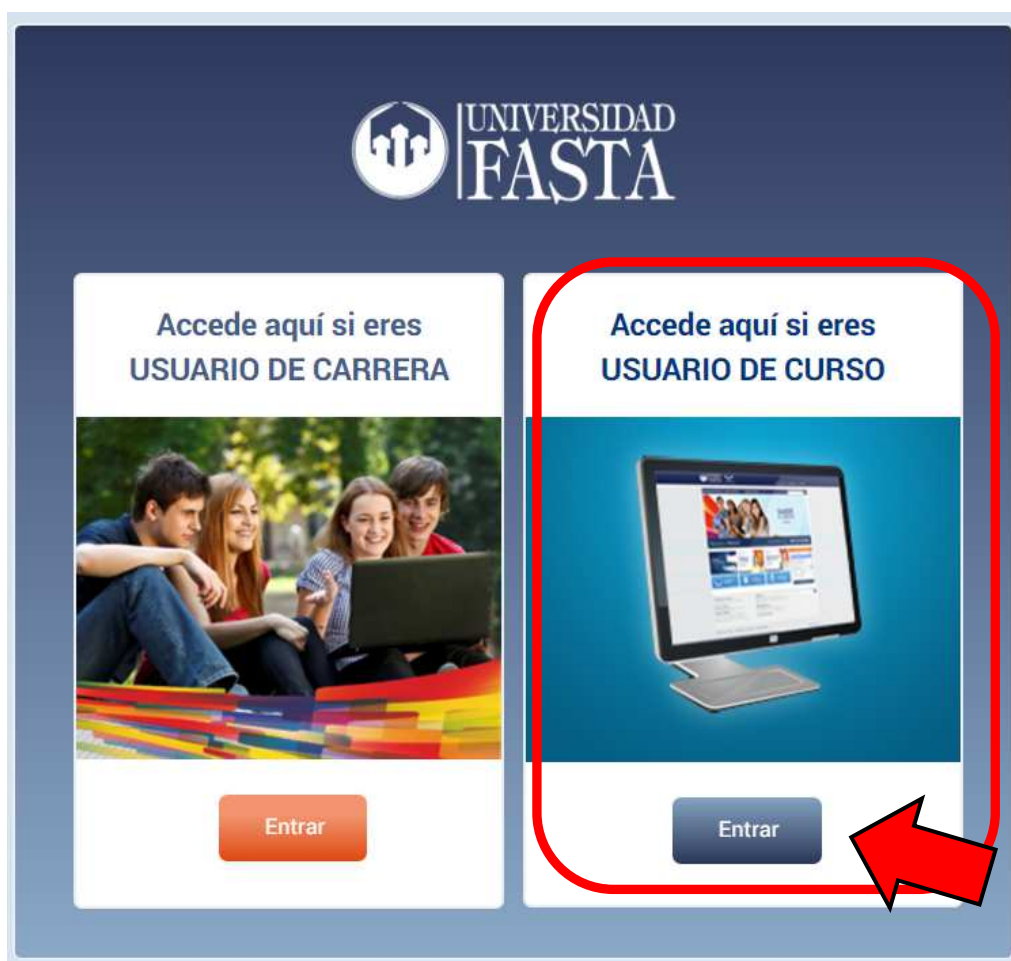 UNIVERSIDAD
FASTA
Accede aquí si eres
USUARIO DE CARRERA
Entrar
Accede aquí si eres
USUARIO DE CURSO
Entrar